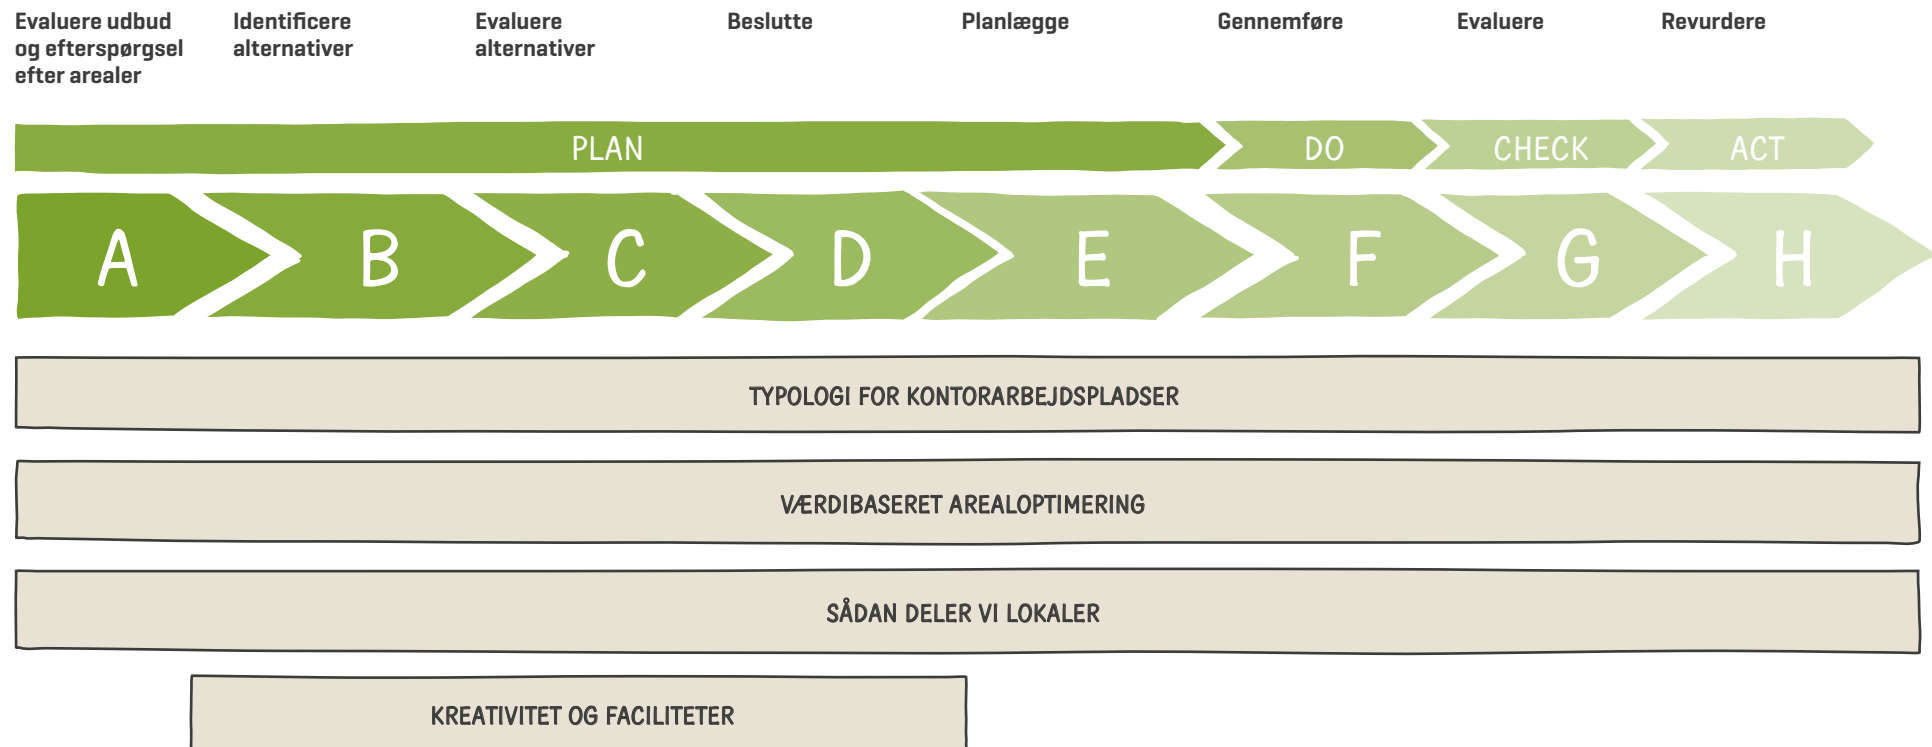 Evaluere udbud
og efterspørgsel
efter arealer
Identificere
alternativer
Evaluere
alternativer
Beslutte
Planlægge
Gennemføre
Evaluere
Revurdere
PLAN
DO
CHECK
ACT
A
B
C
D
E
F
G
H
TYPOLOGI FOR KONTORARBEJDSPLADSER
VÆRDIBASERET AREALOPTIMERING
SÅDAN DELER VI LOKALER
KREATIVITET OG FACILITETER